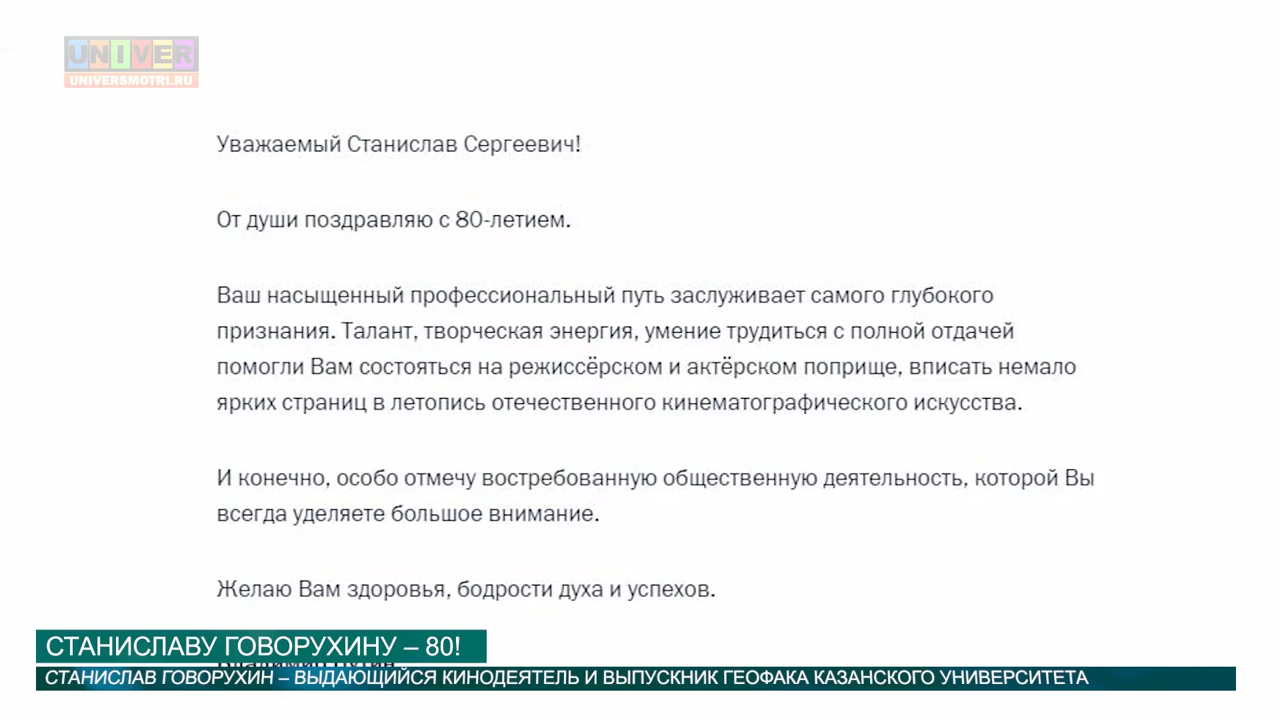 UNIVER
UNIVERSMOTRI.RU
Уважаемый Станислав Сергеевич!
От души поздравляю с 80-летием.
Ваш насыщенный профессиональный путь заслуживает самого глубокого
признания. Талант, творческая энергия, умение трудиться с полной отдачей
помогли Вам состояться на режиссёрском и актёрском поприще, вписать немало
ярких страниц в летопись отечественного кинематографического искусства.
И конечно, особо отмечу востребованную общественную деятельность, которой Вы
всегда уделяете большое внимание.
Желаю Вам здоровья, бодрости духа и успехов.
СТАНИСЛАВУ ГОВОРУХИНУ – 80!
Владимир Путин
СТАНИСЛАВ ГОВОРУХИН – ВЫДАЮЩИЙСЯ КИНОДЕЯТЕЛЬ И ВЫПУСКНИК ГЕОФАКА КАЗАНСКОГО УНИВЕРСИТЕТА